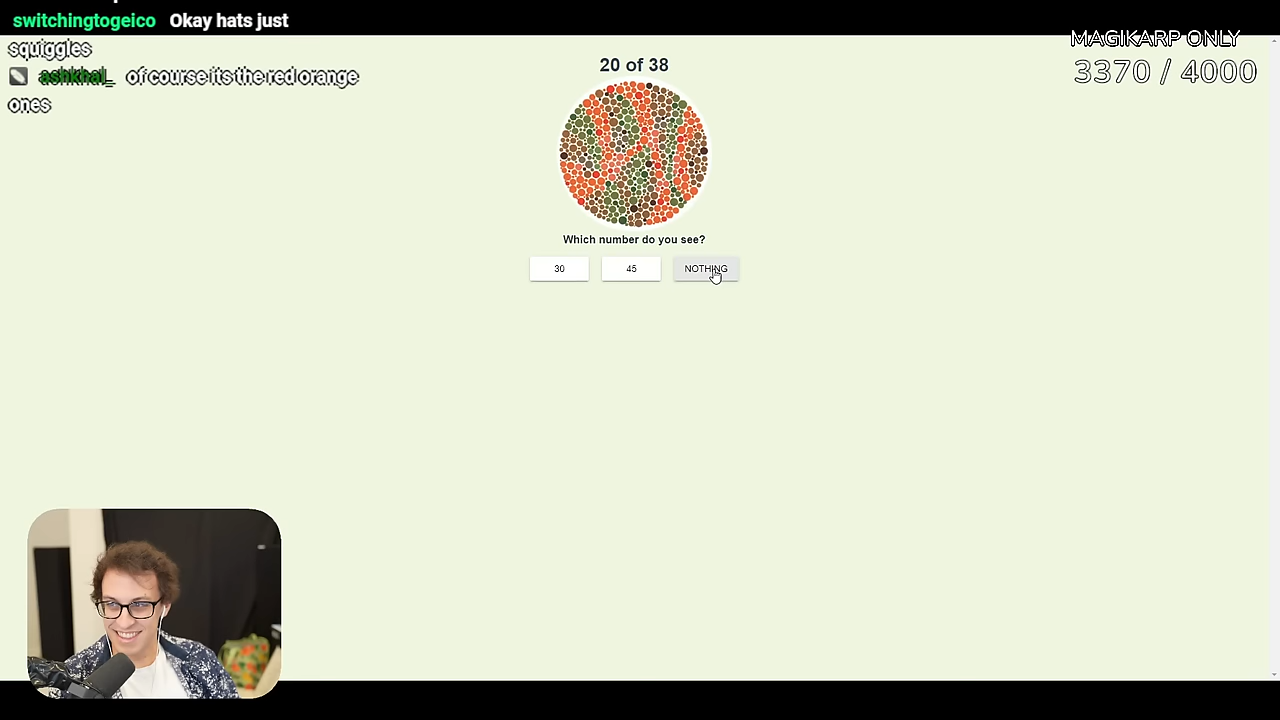 switchingtogeico Okay hats just
squiggles
ashkhal_ of course its the red orange
ones
MAGIKARP ONLY
3370 / 4000
20 of 38
Which number do you see?
30 45 NOTHING